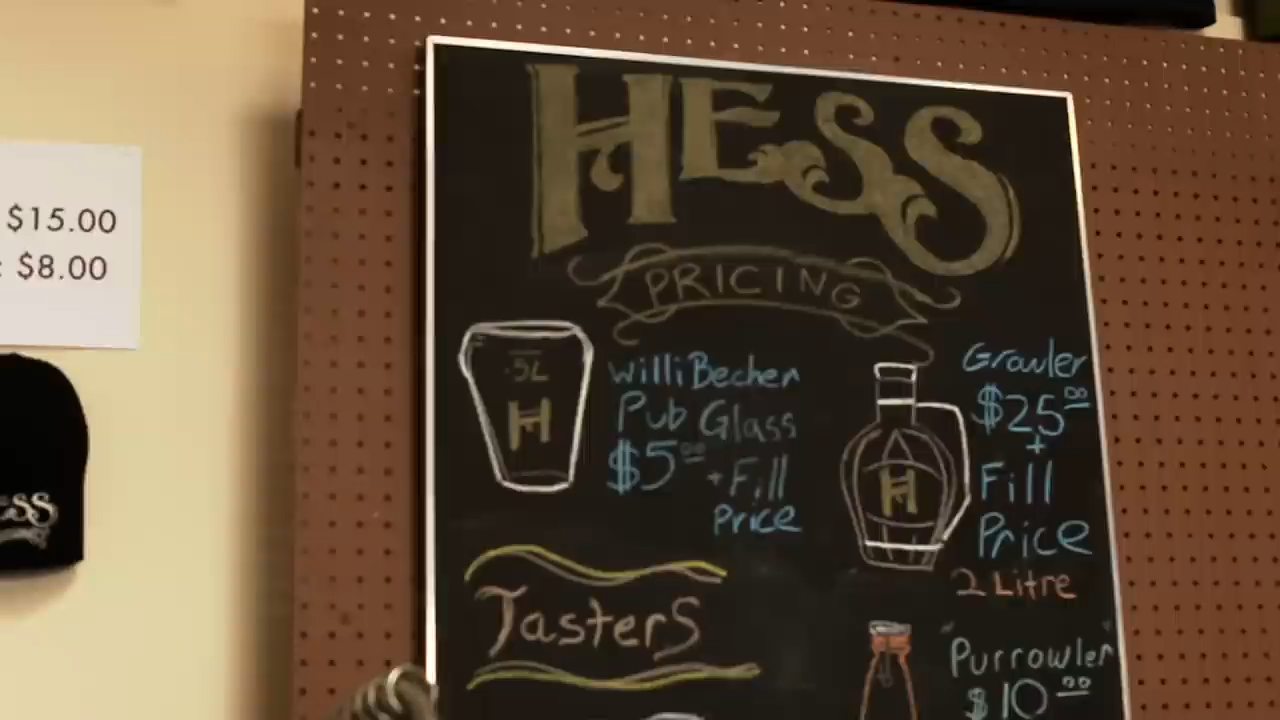 $15.00
: $8.00
ESS
HESS
PRICING
.5L
H
Willi Becher
Pub Glass
$5.00 + Fill
Price
H
Growler
$25.00
+
Fill
Price
2 Litre
Tasters
"Purrowler"
$10.00